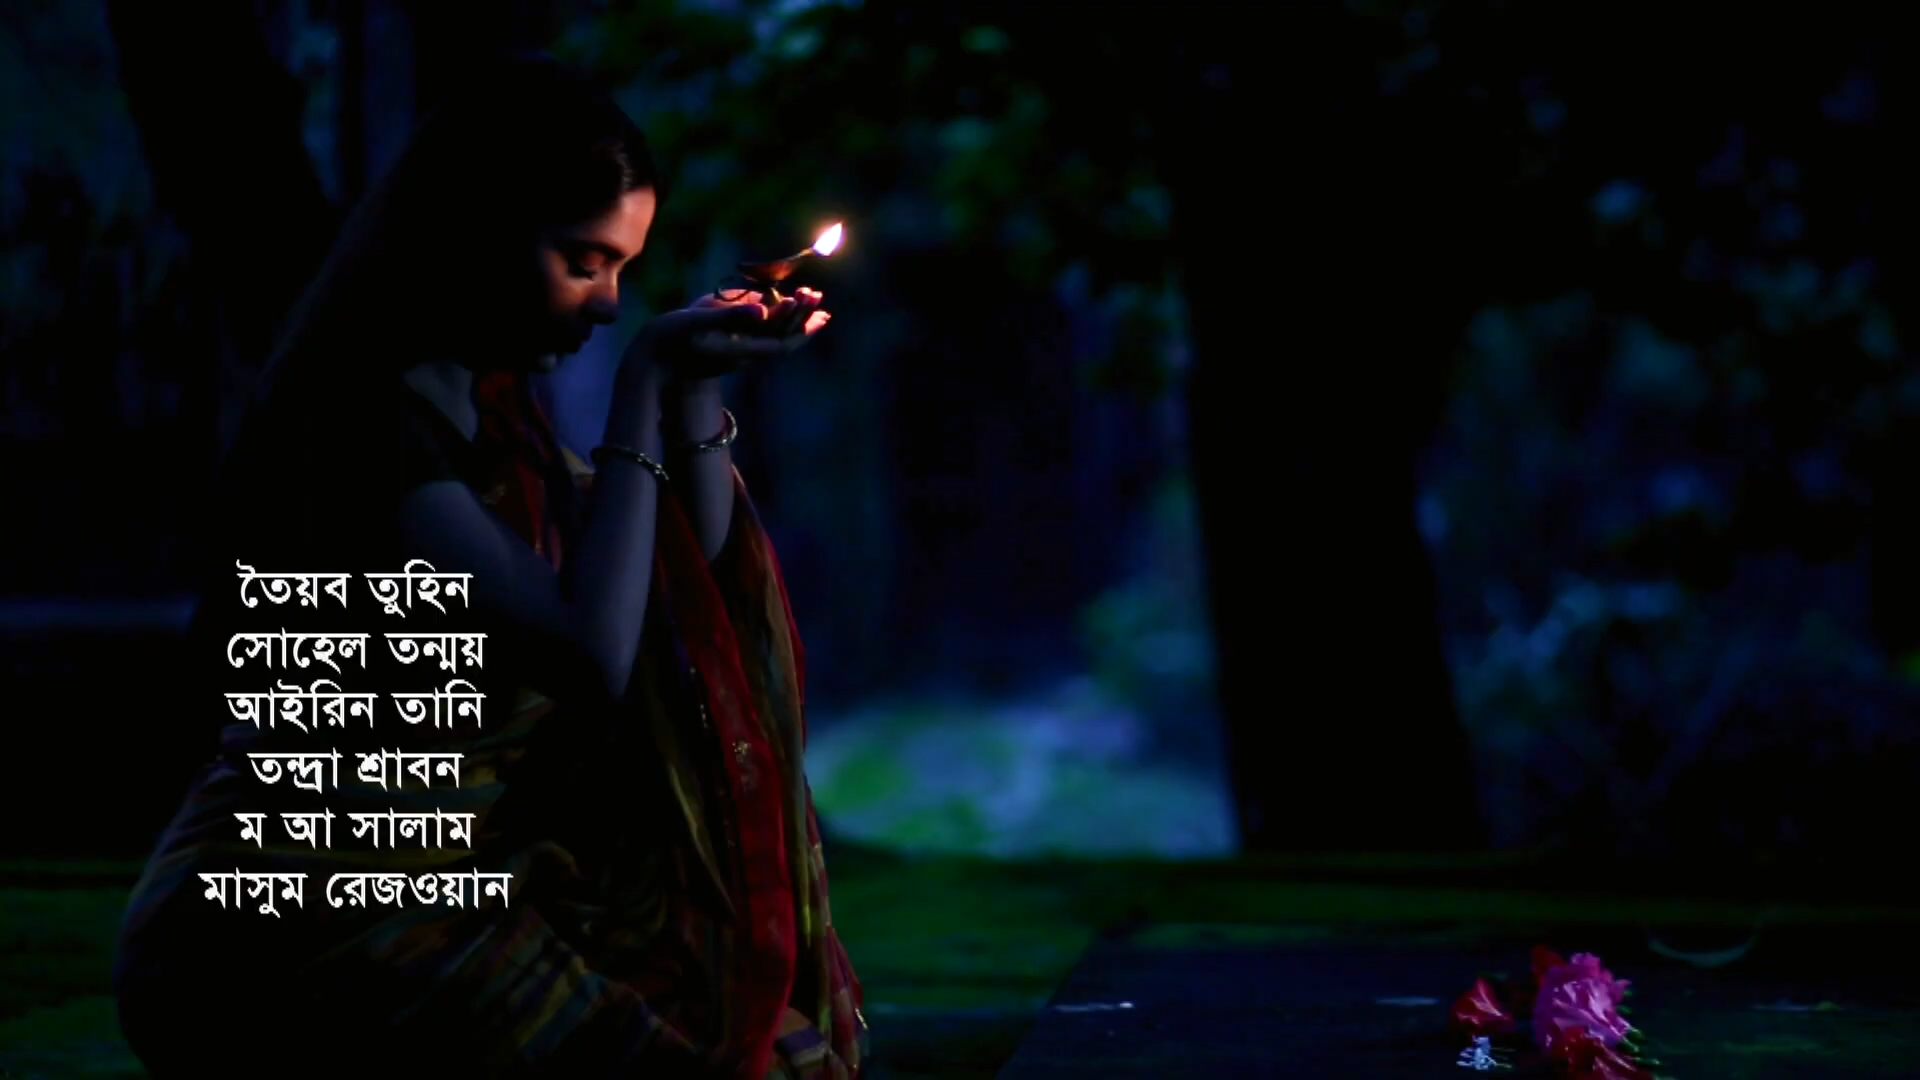 তৈয়ব তুহিন
সোহেল তন্ময়
আইরিন তানি
তন্দ্রা শ্রাবন
ম আ সালাম
মাসুম রেজওয়ান